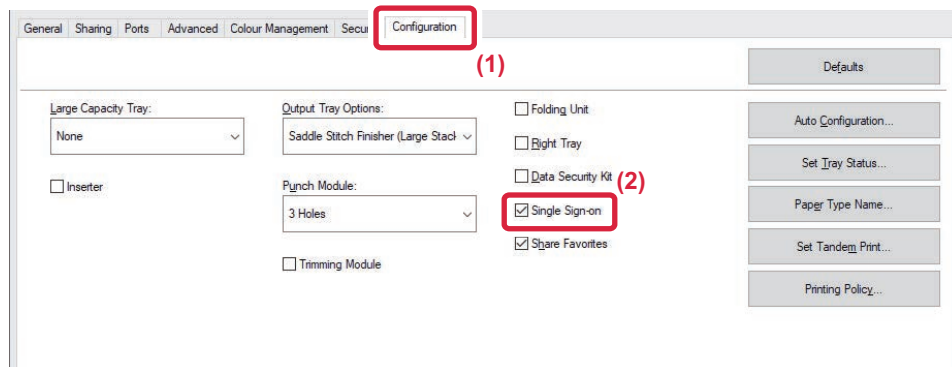 General Sharing Ports Advanced Colour Management Secu Configuration
(1)
Defaults
Large Capacity Tray:
None
Inserter
Output Tray Options:
Saddle Stitch Finisher (Large Stack
Punch Module:
3 Holes
Trimming Module
Folding Unit
Right Tray
Data Security Kit
(2)
Single Sign-on
Share Favorites
Auto Configuration...
Set Tray Status...
Paper Type Name...
Set Tandem Print...
Printing Policy...